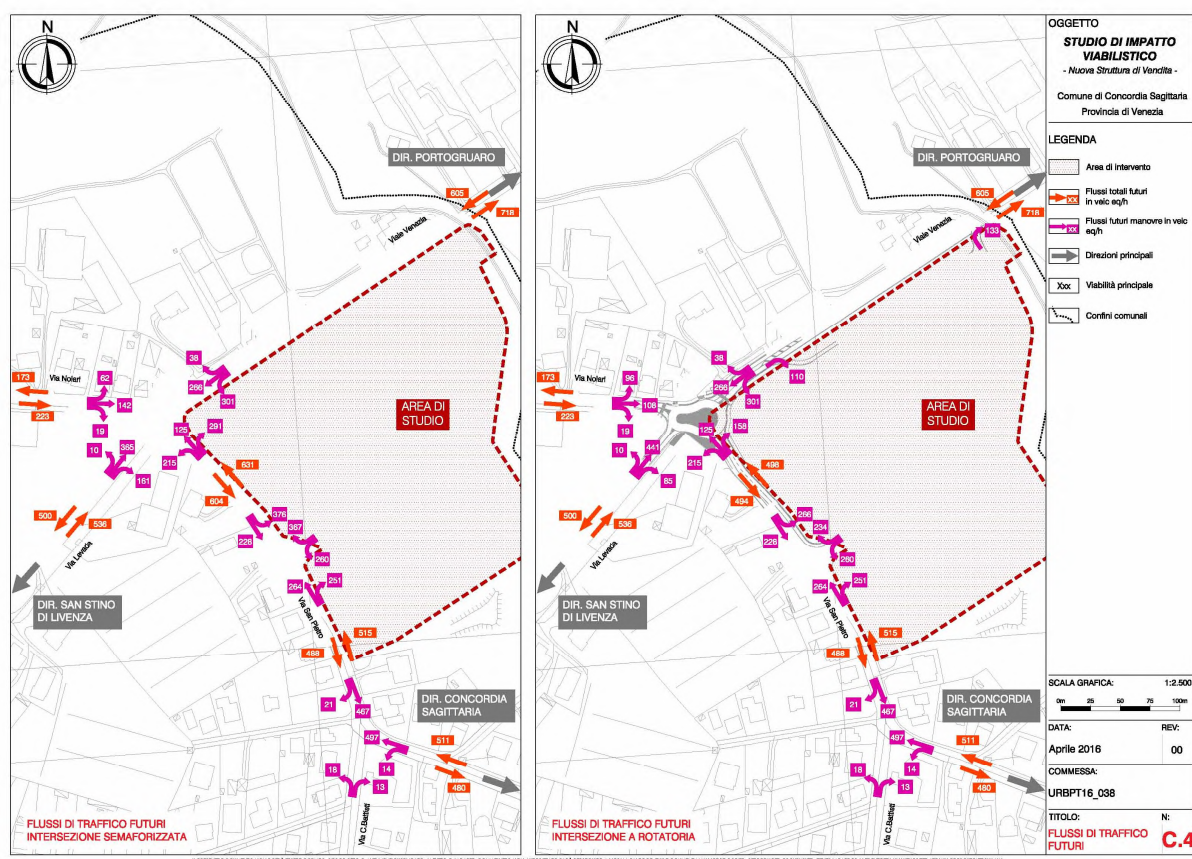 N
DIR. PORTOGRUARO
605
718
Viale Venezia
38
266
301
173
Via Nolari
62
142
223
19
AREA DI
STUDIO
125
291
10
365
215
161
631
604
500
536
376
367
228
260
Via Levada
264
251
DIR. SAN STINO
DI LIVENZA
Via San Pietro
515
488
21
467
DIR. CONCORDIA
SAGITTARIA
497
511
18
14
13
480
Via C.Battisti
FLUSSI DI TRAFFICO FUTURI
INTERSEZIONE SEMAFORIZZATA
N
DIR. PORTOGRUARO
605
718
133
Viale Venezia
38
266
110
301
173
Via Nolari
96
108
223
19
AREA DI
STUDIO
125
158
10
441
215
85
498
494
500
536
266
234
228
260
Via Levada
264
251
DIR. SAN STINO
DI LIVENZA
Via San Pietro
515
488
21
467
DIR. CONCORDIA
SAGITTARIA
497
511
18
14
13
480
Via C.Battisti
FLUSSI DI TRAFFICO FUTURI
INTERSEZIONE A ROTATORIA
OGGETTO
STUDIO DI IMPATTO
VIABILISTICO
- Nuova Struttura di Vendita -
Comune di Concordia Sagittaria
Provincia di Venezia
LEGENDA
Area di intervento
XX
Flussi totali futuri
in veic eq/h
XX
Flussi futuri manovre in veic
eq/h
Direzioni principali
Xxx
Viabilità principale
Confini comunali
SCALA GRAFICA: 1:2.500
0m 25 50 75 100m
DATA: REV:
Aprile 2016 00
COMMESSA:
URBPT16_038
TITOLO: N:
FLUSSI DI TRAFFICO
FUTURI
C.4